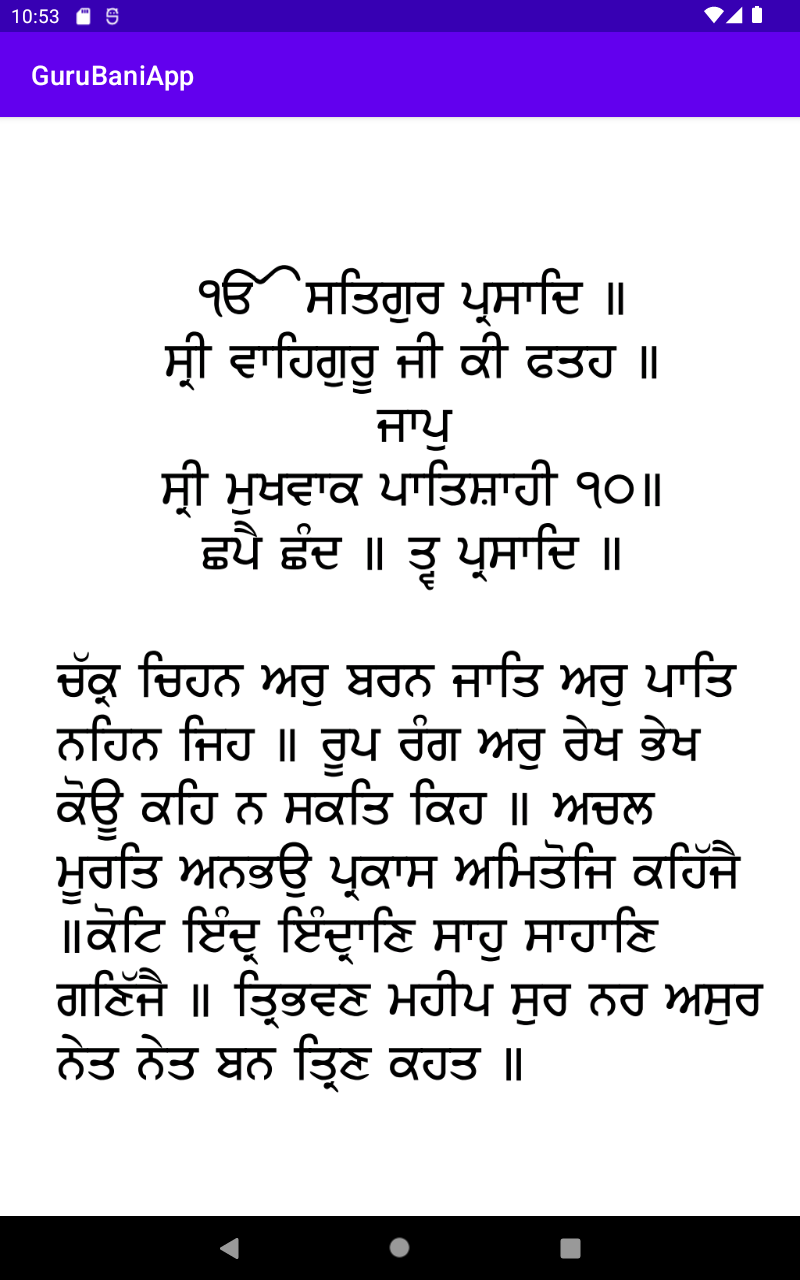 10:53
GuruBaniApp
ੴ ਸਤਿਗੁਰ ਪ੍ਰਸਾਦਿ ॥
ਸ੍ਰੀ ਵਾਹਿਗੁਰੂ ਜੀ ਕੀ ਫਤਹ ॥
ਜਾਪੁ
ਸ੍ਰੀ ਮੁਖਵਾਕ ਪਾਤਿਸ਼ਾਹੀ ੧੦॥
ਛਪੈ ਛੰਦ ॥ ਤ੍ਵ ਪ੍ਰਸਾਦਿ ॥
ਚੱਕ੍ਰ ਚਿਹਨ ਅਰੁ ਬਰਨ ਜਾਤਿ ਅਰੁ ਪਾਤਿ
ਨਹਿਨ ਜਿਹ ॥ ਰੂਪ ਰੰਗ ਅਰੁ ਰੇਖ ਭੇਖ
ਕੋਊ ਕਹਿ ਨ ਸਕਤਿ ਕਿਹ ॥ ਅਚਲ
ਮੂਰਤਿ ਅਨਭਉ ਪ੍ਰਕਾਸ ਅਮਿਤੋਜਿ ਕਹਿੱਜੈ
॥ਕੋਟਿ ਇੰਦ੍ਰ ਇੰਦ੍ਰਾਣਿ ਸਾਹੁ ਸਾਹਾਣਿ
ਗਣਿੱਜੈ ॥ ਤ੍ਰਿਭਵਣ ਮਹੀਪ ਸੁਰ ਨਰ ਅਸੁਰ
ਨੇਤ ਨੇਤ ਬਨ ਤ੍ਰਿਣ ਕਹਤ ॥